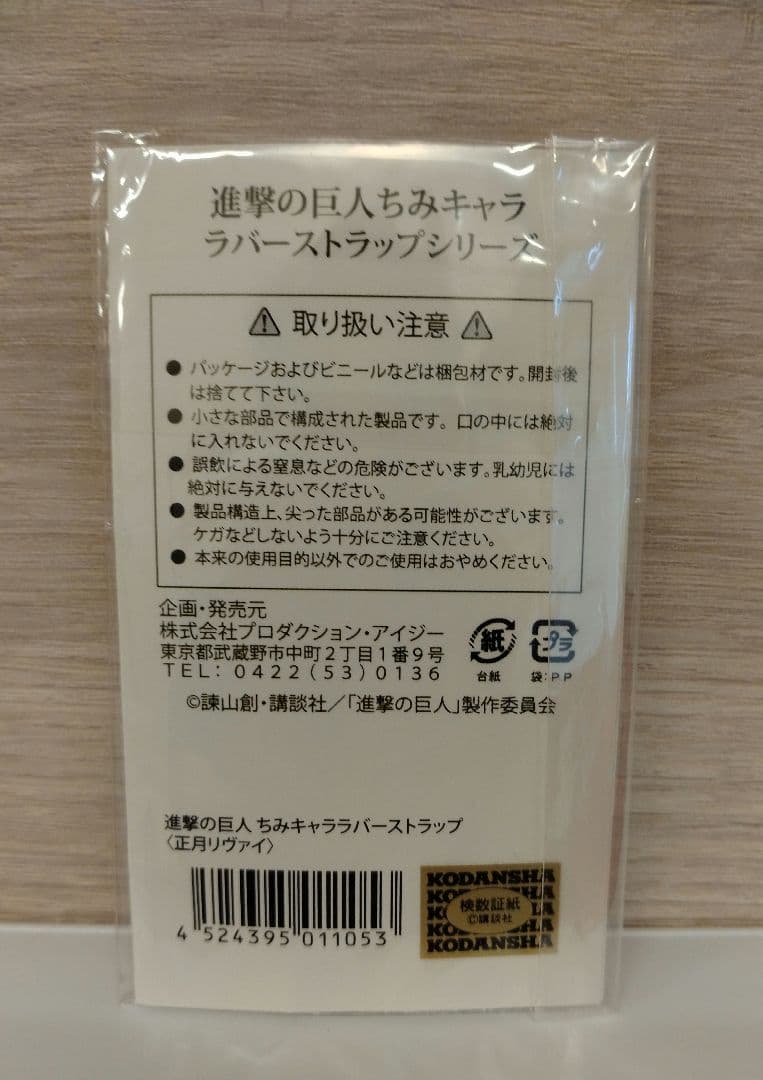 進撃の巨人ちみキャラ
ラバーストラップシリーズ
取り扱い注意
● パッケージおよびビニールなどは梱包材です。開封後
は捨てて下さい。
● 小さな部品で構成された製品です。口の中には絶対
に入れないでください。
● 誤飲による窒息などの危険がございます。乳幼児には
絶対に与えないでください。
● 製品構造上、尖った部品がある可能性がございます。
ケガなどしないよう十分にご注意ください。
● 本来の使用目的以外でのご使用はおやめください。
企画・発売元
株式会社プロダクション・アイジー
東京都武蔵野市中町2丁目1番9号
TEL: 0422(53)0136
紙
台紙
プラ
袋:PP
©諫山創・講談社/「進撃の巨人」製作委員会
進撃の巨人 ちみキャララバーストラップ
〈正月リヴァイ〉
4 524395 011053
KODANSHA
検数証紙
©講談社
KODANSHA